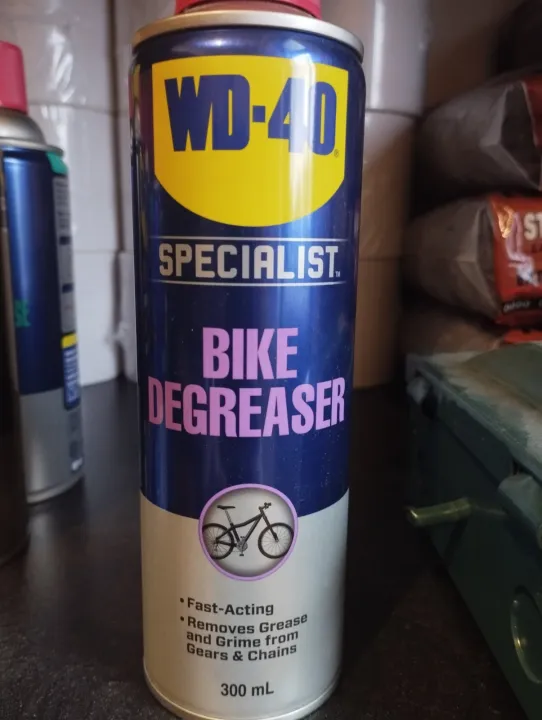 WD-40
SPECIALIST
BIKE
DEGREASER
• Fast-Acting
• Removes Grease
and Grime from
Gears & Chains
300 mL